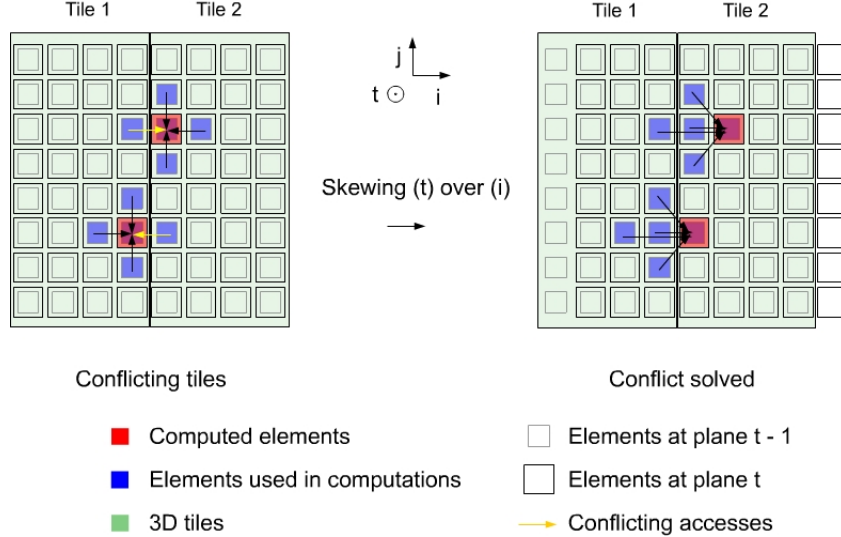 Tile 1
Tile 2
Tile 1
Tile 2
j
t
i
Skewing (t) over (i)
Conflicting tiles
Conflict solved
Computed elements
Elements at plane t - 1
Elements used in computations
Elements at plane t
3D tiles
Conflicting accesses